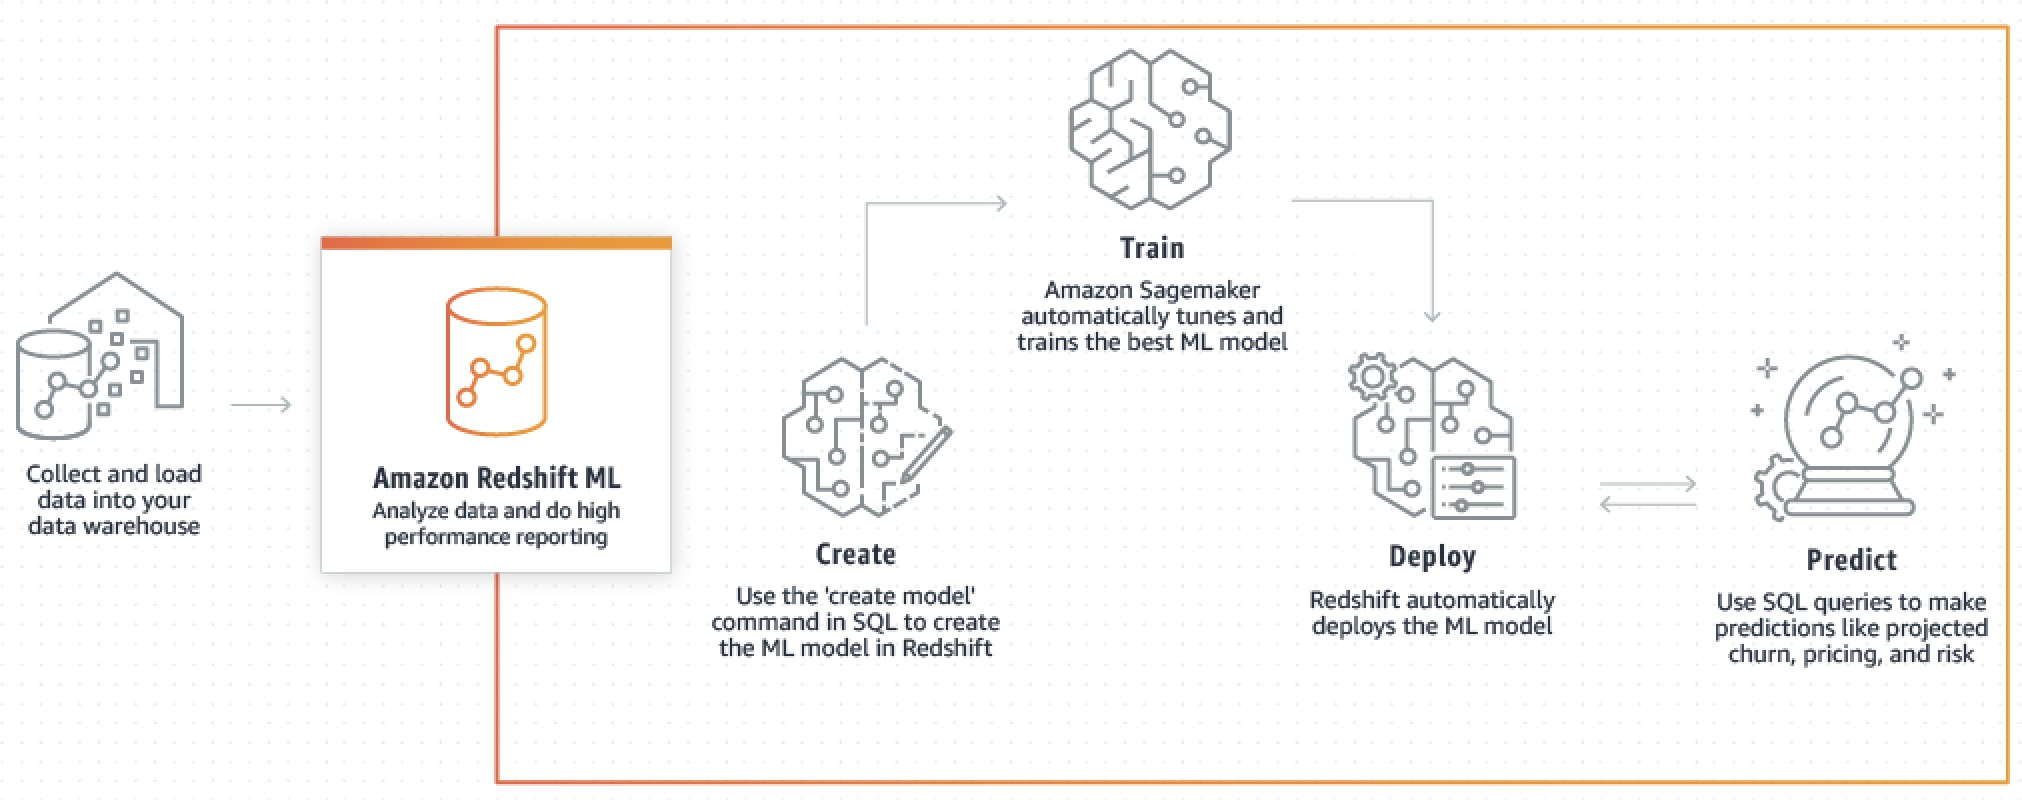 Collect and load
data into your
data warehouse
Amazon Redshift ML
Analyze data and do high
performance reporting
Create
Use the 'create model'
command in SQL to create
the ML model in Redshift
Train
Amazon Sagemaker
automatically tunes and
trains the best ML model
Deploy
Redshift automatically
deploys the ML model
Predict
Use SQL queries to make
predictions like projected
churn, pricing, and risk